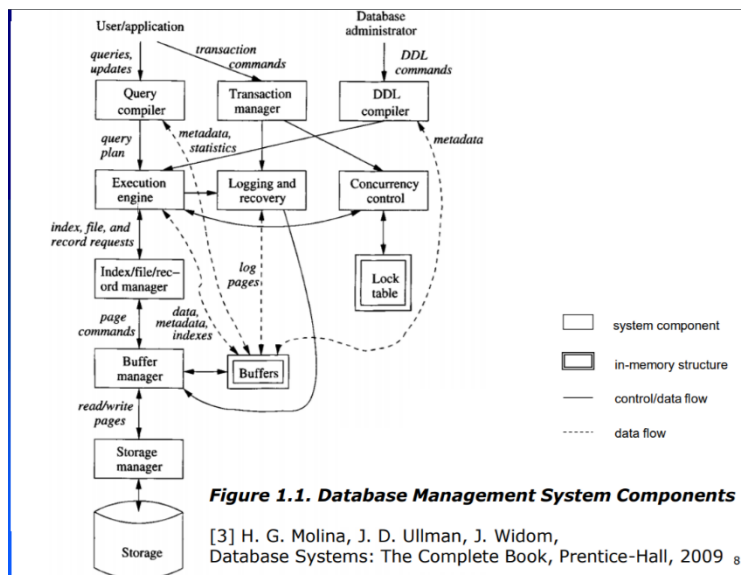 User/application
Database
administrator
queries,
updates
transaction
commands
DDL
commands
Query
compiler
Transaction
manager
DDL
compiler
query
plan
metadata,
statistics
metadata
Execution
engine
Logging and
recovery
Concurrency
control
index, file, and
record requests
log
pages
Index/file/rec-
ord manager
Lock
table
page
commands
data,
metadata,
indexes
Buffer
manager
Buffers
read/write
pages
Storage
manager
Storage
system component
in-memory structure
control/data flow
data flow
Figure 1.1. Database Management System Components
[3] H. G. Molina, J. D. Ullman, J. Widom,
Database Systems: The Complete Book, Prentice-Hall, 2009 8